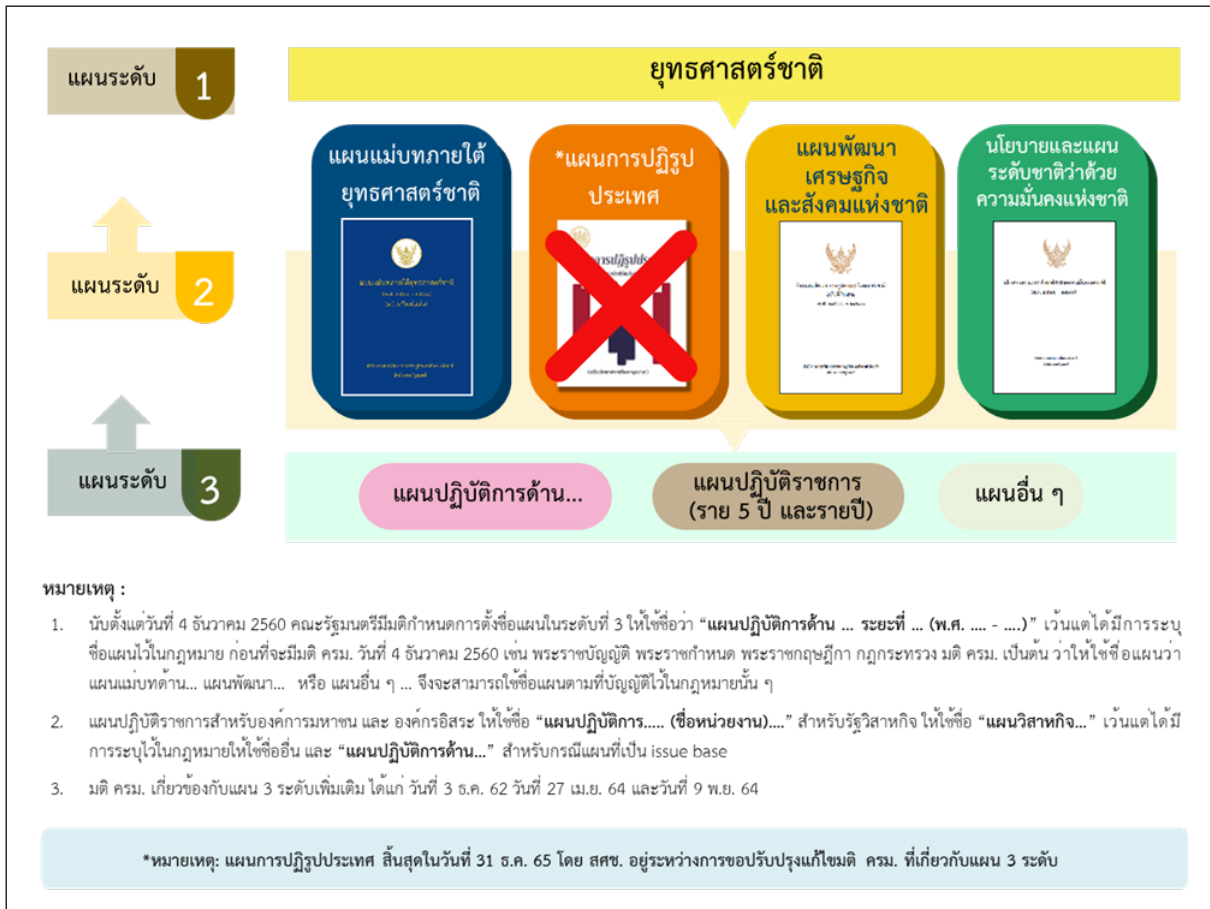 แผนระดับ 1
ยุทธศาสตร์ชาติ
แผนแม่บทภายใต้
ยุทธศาสตร์ชาติ
*แผนการปฏิรูป
ประเทศ
แผนพัฒนา
เศรษฐกิจ
และสังคมแห่งชาติ
นโยบายและแผน
ระดับชาติว่าด้วย
ความมั่นคงแห่งชาติ
แผนระดับ 2
แผนระดับ 3
แผนปฏิบัติการด้าน...
แผนปฏิบัติราชการ
(ราย 5 ปี และรายปี)
แผนอื่น ๆ
หมายเหตุ :
1. นับตั้งแต่วันที่ 4 ธันวาคม 2560 คณะรัฐมนตรีมีมติกำหนดการตั้งชื่อแผนในระดับที่ 3 ให้ใช้ชื่อว่า “แผนปฏิบัติการด้าน ... ระยะที่ ... (พ.ศ. .... - ....)” เว้นแต่ได้มีการระบุ
ชื่อแผนไว้ในกฎหมาย ก่อนที่จะมีมติ ครม. วันที่ 4 ธันวาคม 2560 เช่น พระราชบัญญัติ พระราชกำหนด พระราชกฤษฎีกา กฎกระทรวง มติ ครม. เป็นต้น ว่าให้ใช้ชื่อแผนว่า
แผนแม่บทด้าน... แผนพัฒนา... หรือ แผนอื่น ๆ ... จึงจะสามารถใช้ชื่อแผนตามที่บัญญัติไว้ในกฎหมายนั้น ๆ
2. แผนปฏิบัติราชการสำหรับองค์การมหาชน และ องค์กรอิสระ ให้ใช้ชื่อ “แผนปฏิบัติการ..... (ชื่อหน่วยงาน)....” สำหรับรัฐวิสาหกิจ ให้ใช้ชื่อ “แผนวิสาหกิจ...” เว้นแต่ได้มี
การระบุไว้ในกฎหมายให้ใช้ชื่ออื่น และ “แผนปฏิบัติการด้าน...” สำหรับกรณีแผนที่เป็น issue base
3. มติ ครม. เกี่ยวข้องกับแผน 3 ระดับเพิ่มเติม ได้แก่ วันที่ 3 ธ.ค. 62 วันที่ 27 เม.ย. 64 และวันที่ 9 พ.ย. 64
*หมายเหตุ: แผนการปฏิรูปประเทศ สิ้นสุดในวันที่ 31 ธ.ค. 65 โดย สศช. อยู่ระหว่างการขอปรับปรุงแก้ไขมติ ครม. ที่เกี่ยวกับแผน 3 ระดับ